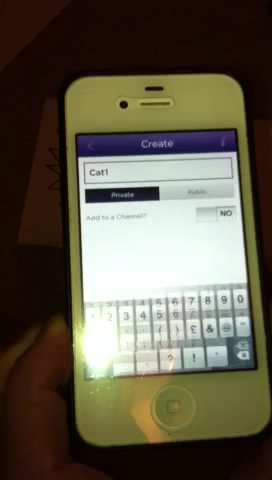 Create
Cat1
Private Public
Add to a Channel? NO
1 2 3 4 5 6 7 8 9 0
( ) £ & @ "
? ! '